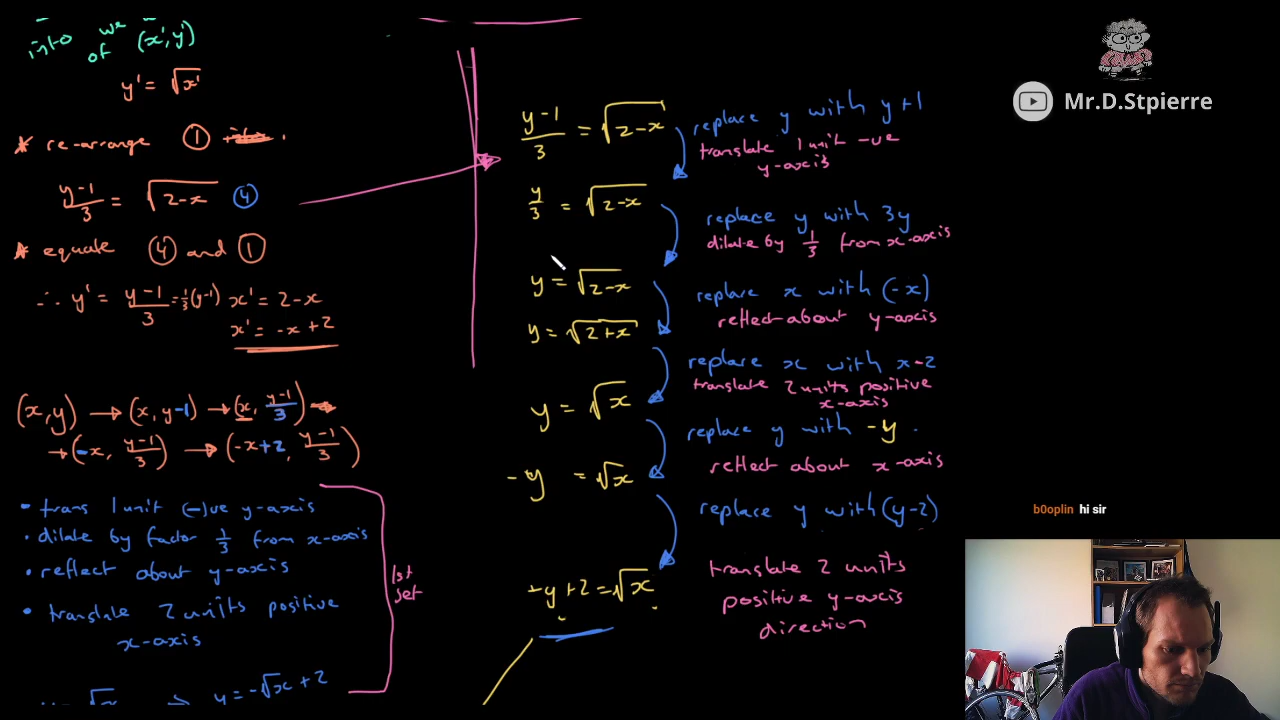 into we
of (x',y')
y' = √x'
* re-arrange ①
(y-1)/3 = √(2-x) ④
* equate ④ and ①
∴ y' = (y-1)/3 = 1/3(y-1) x' = 2-x
x' = -x+2
(x,y) → (x, y-1) → (x, (y-1)/3) →
→ (-x, (y-1)/3) → (-x+2, (y-1)/3)
- trans 1 unit (-)ve y-axis
• dilate by factor 1/3 from x-axis
• reflect about y-axis
• translate 2 units positive
x-axis
1st
set
√x → y = -√x + 2
(y-1)/3 = √(2-x)
y/3 = √(2-x)
y = √(2-x)
y = √(2+x)
y = √x
-y = √x
-y+2 = √x
replace y with y+1
translate 1 unit -ve
y-axis
replace y with 3y
dilate by 1/3 from x-axis
replace x with (-x)
reflect about y-axis
replace x with x-2
translate 2 units positive
x-axis
replace y with -y.
reflect about x-axis
replace y with (y-2)
translate 2 units
positive y-axis
direction
Mr.D.Stpierre
b0oplin hi sir